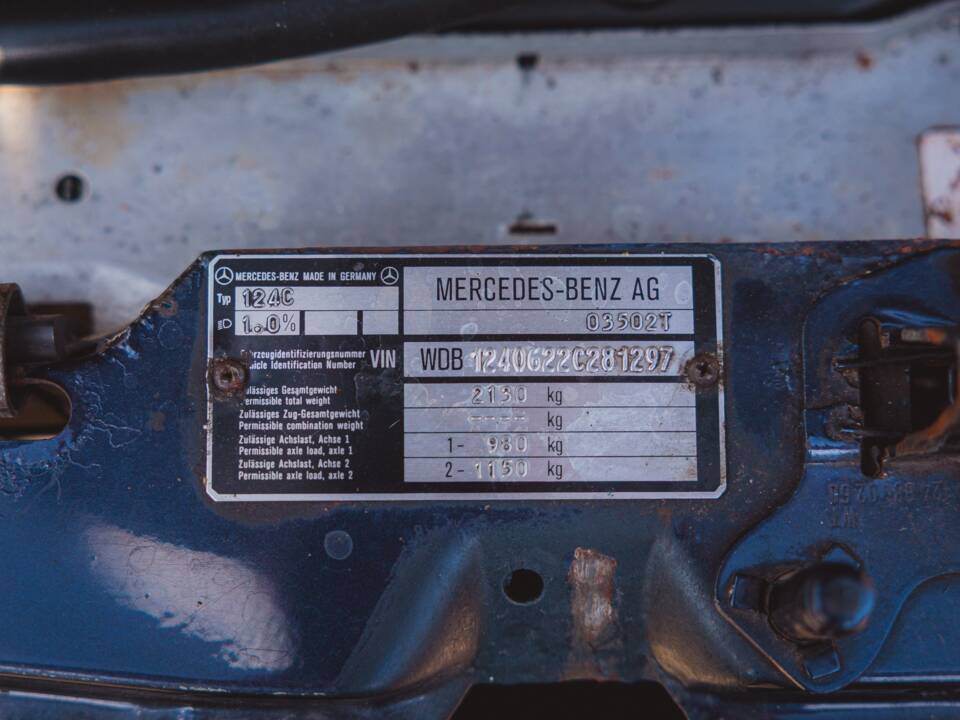 MERCEDES-BENZ MADE IN GERMANY
MERCEDES-BENZ AG
Typ 124C
1.0%
03502T
Fahrzeugidentifizierungsnummer
Vehicle Identification Number
VIN
WDB 1240622C281297
Zulässiges Gesamtgewicht
Permissible total weight
2130 kg
Zulässiges Zug-Gesamtgewicht
Permissible combination weight
---- kg
Zulässige Achslast, Achse 1
Permissible axle load, axle 1
1- 980 kg
Zulässige Achslast, Achse 2
Permissible axle load, axle 2
2- 1150 kg